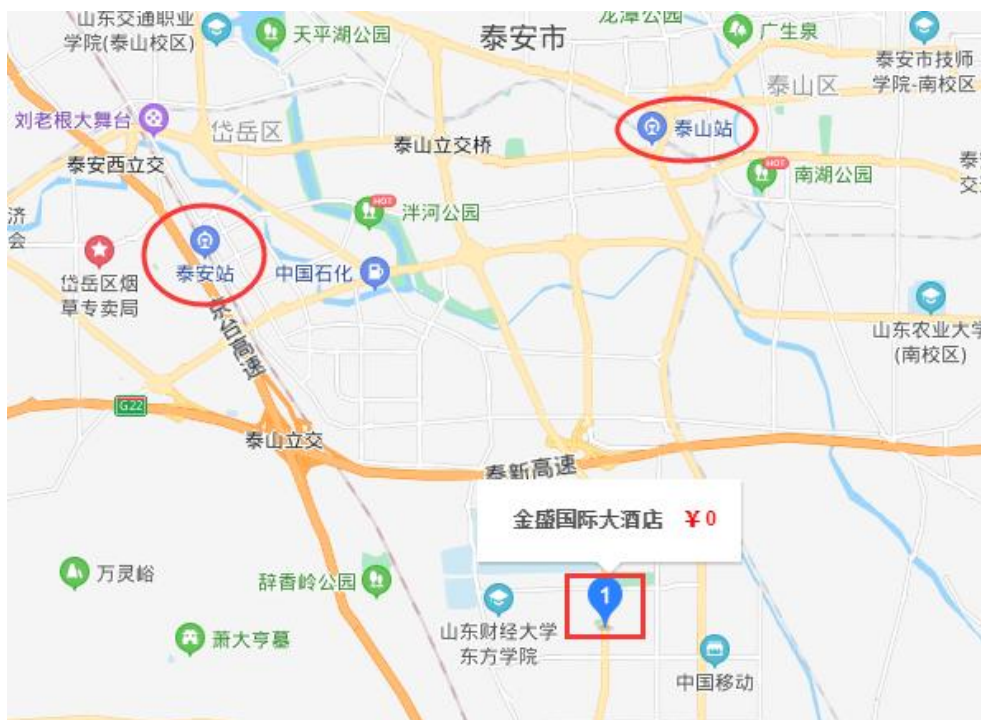 山东交通职业
学院(泰山校区)
天平湖公园
泰安市
龙潭公园
广生泉
泰安市技师
学院-南校区
泰山区
刘老根大舞台
岱岳区
泰山立交桥
泰山站
泰安西立交
HOT
南湖公园
HOT
泮河公园
济
会
岱岳区烟
草专卖局
泰安站
中国石化
京台高速
山东农业大学
(南校区)
G22
泰山立交
泰新高速
金盛国际大酒店 ¥0
万灵峪
辞香岭公园
1
萧大亨墓
山东财经大学
东方学院
中国移动